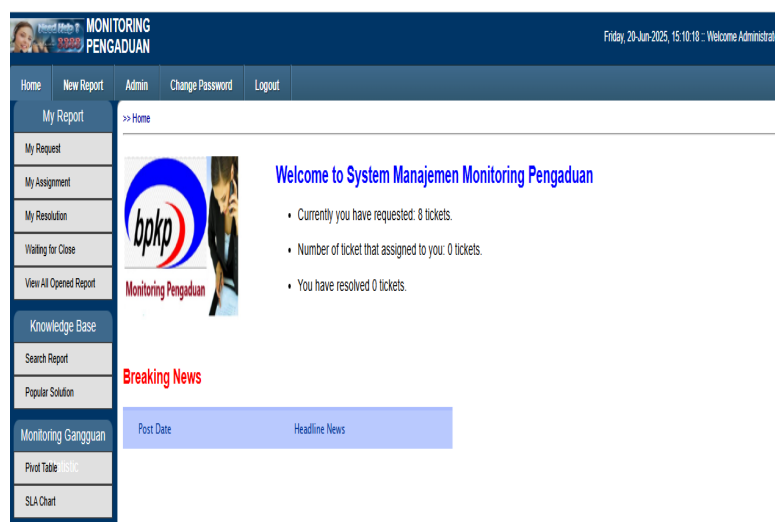 Need Help ?
3288
MONITORING
PENGADUAN
Friday, 20-Jun-2025, 15:10:18 :: Welcome Administrat
Home New Report Admin Change Password Logout
My Report
My Request
My Assignment
My Resolution
Waiting for Close
View All Opened Report
Knowledge Base
Search Report
Popular Solution
Monitoring Gangguan
Pivot Table
SLA Chart
>> Home
bpkp
Monitoring Pengaduan
Welcome to System Manajemen Monitoring Pengaduan
• Currently you have requested: 8 tickets.
• Number of ticket that assigned to you: 0 tickets.
• You have resolved 0 tickets.
Breaking News
Post Date Headline News